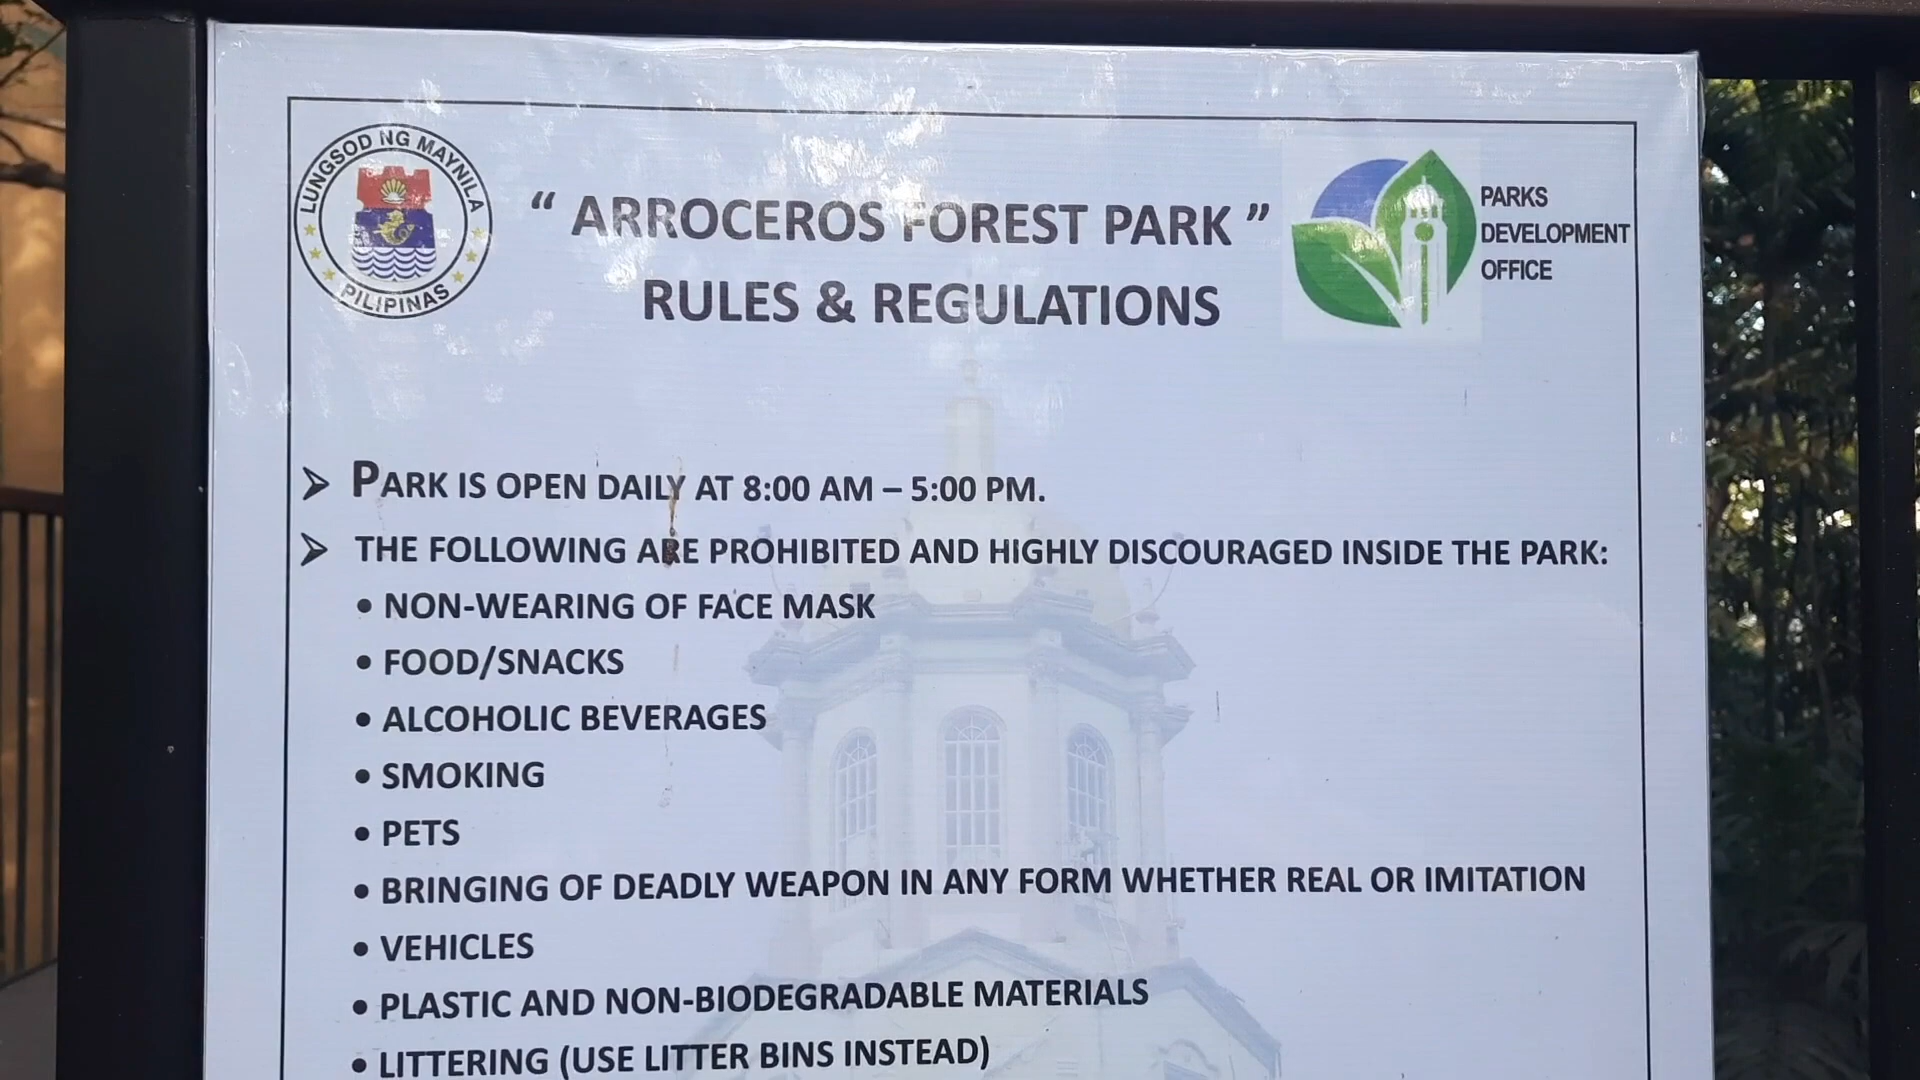 LUNGSOD NG MAYNILA
PILIPINAS
“ ARROCEROS FOREST PARK ”
RULES & REGULATIONS
PARKS
DEVELOPMENT
OFFICE
➢ PARK IS OPEN DAILY AT 8:00 AM – 5:00 PM.
➢ THE FOLLOWING ARE PROHIBITED AND HIGHLY DISCOURAGED INSIDE THE PARK:
• NON-WEARING OF FACE MASK
• FOOD/SNACKS
• ALCOHOLIC BEVERAGES
• SMOKING
• PETS
• BRINGING OF DEADLY WEAPON IN ANY FORM WHETHER REAL OR IMITATION
• VEHICLES
• PLASTIC AND NON-BIODEGRADABLE MATERIALS
• LITTERING (USE LITTER BINS INSTEAD)